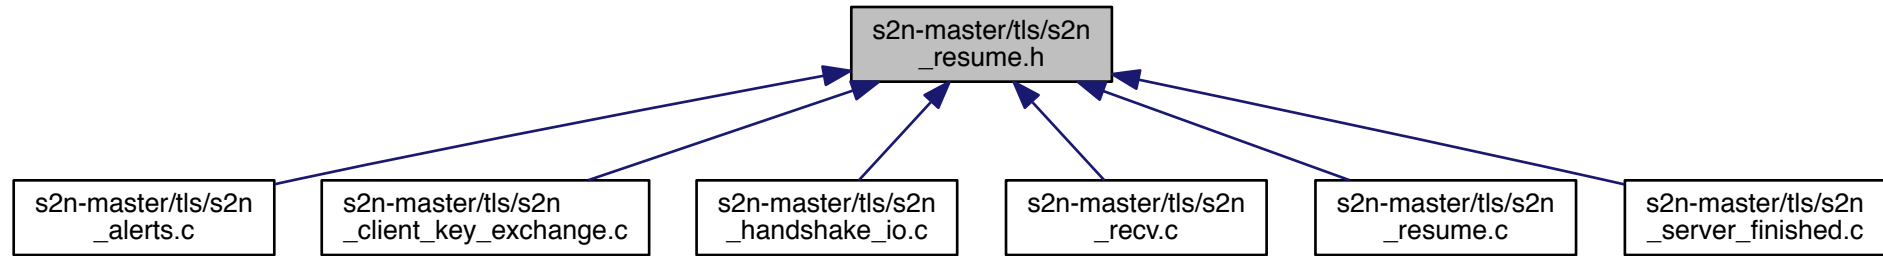 s2n-master/tls/s2n
_resume.h
s2n-master/tls/s2n
_alerts.c
s2n-master/tls/s2n
_client_key_exchange.c
s2n-master/tls/s2n
_handshake_io.c
s2n-master/tls/s2n
_recv.c
s2n-master/tls/s2n
_resume.c
s2n-master/tls/s2n
_server_finished.c